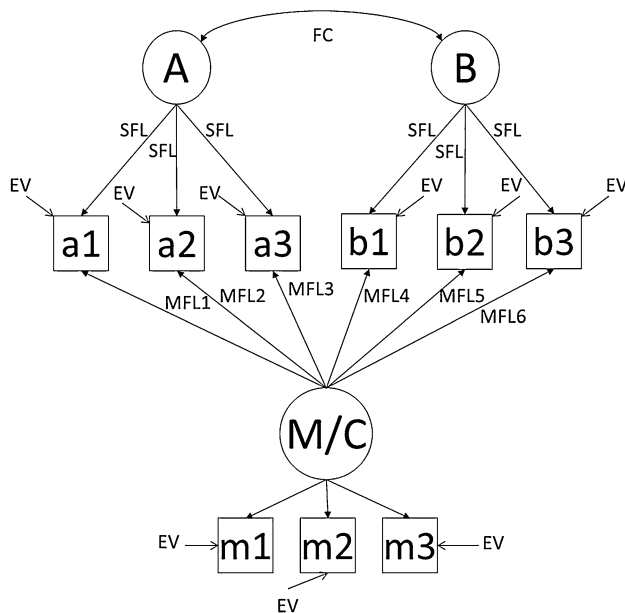 FC
A
B
SFL
SFL
SFL
SFL
SFL
SFL
EV
EV
EV
EV
EV
EV
a1
a2
a3
b1
b2
b3
MFL1
MFL2
MFL3
MFL4
MFL5
MFL6
M/C
EV
m1
m2
m3
EV
EV